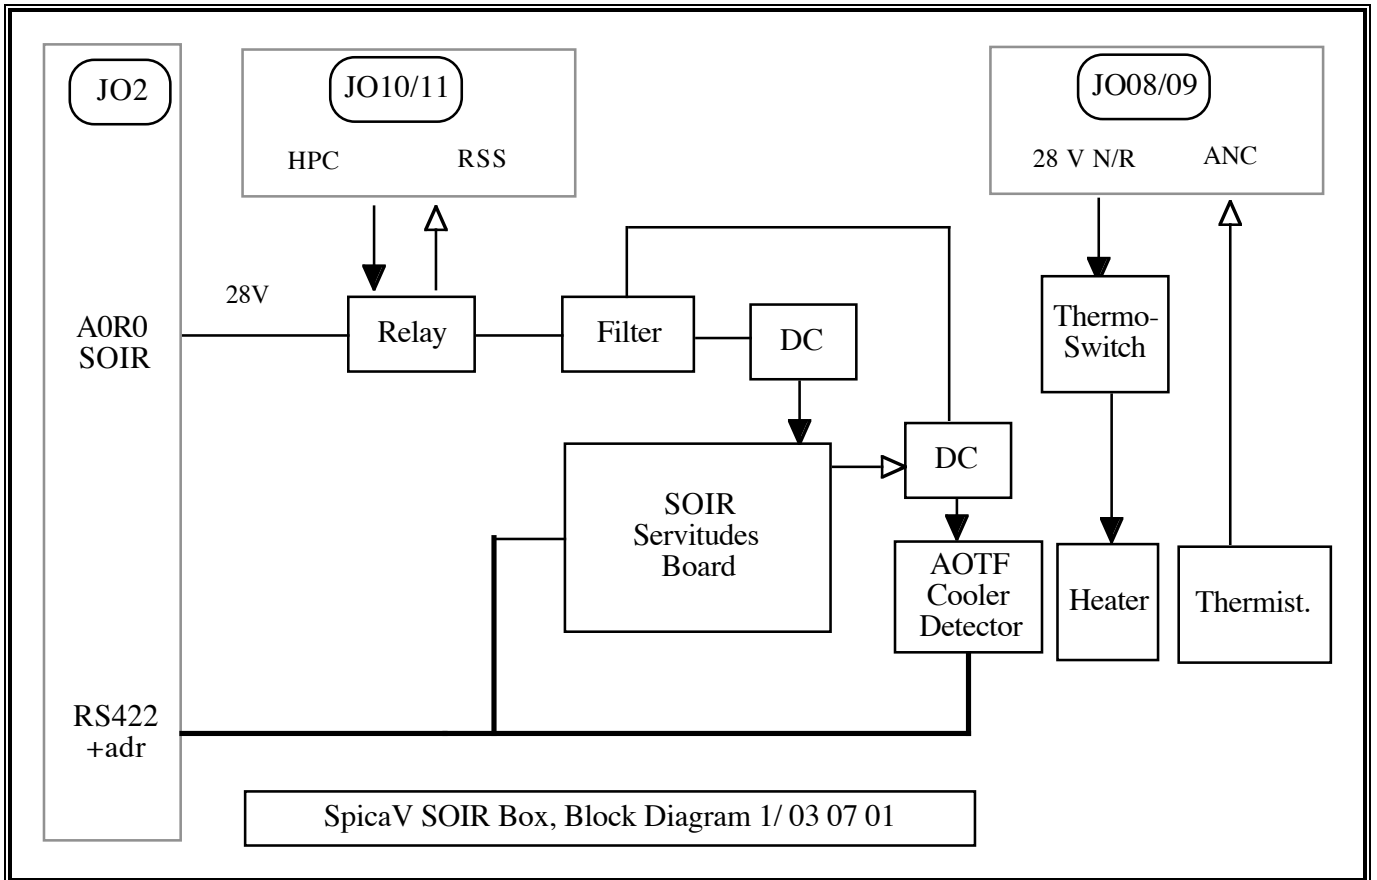 JO2
JO10/11
HPC
RSS
JO08/09
28 V N/R
ANC
28V
A0R0
SOIR
Relay
Filter
DC
Thermo-
Switch
DC
SOIR
Servitudes
Board
AOTF
Cooler
Detector
Heater
Thermist.
RS422
+adr
SpicaV SOIR Box, Block Diagram 1/ 03 07 01